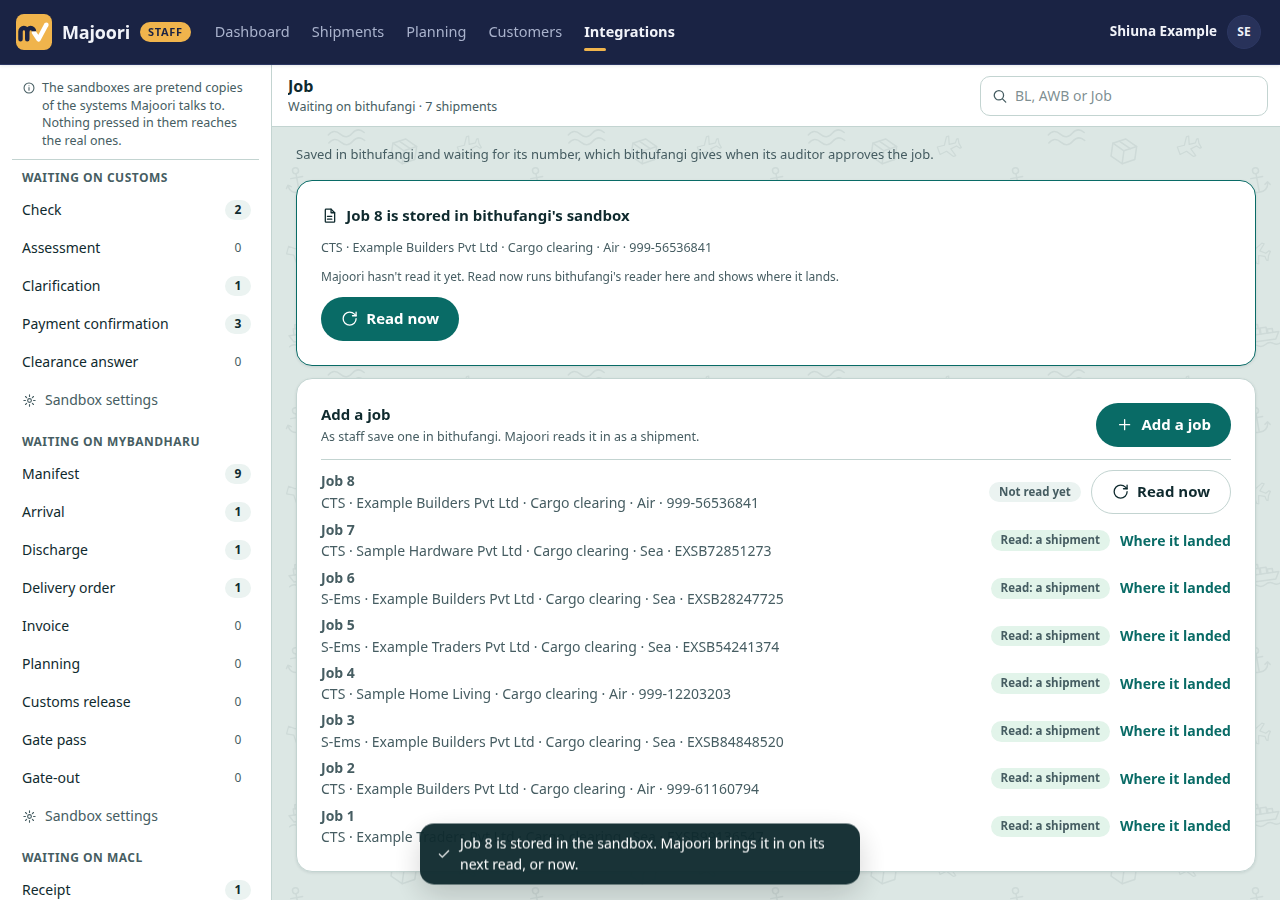 Majoori STAFF Dashboard Shipments Planning Customers Integrations Shiuna Example SE
The sandboxes are pretend copies
of the systems Majoori talks to.
Nothing pressed in them reaches
the real ones.
WAITING ON CUSTOMS
Check 2
Assessment 0
Clarification 1
Payment confirmation 3
Clearance answer 0
Sandbox settings
WAITING ON MYBANDHARU
Manifest 9
Arrival 1
Discharge 1
Delivery order 1
Invoice 0
Planning 0
Customs release 0
Gate pass 0
Gate-out 0
Sandbox settings
WAITING ON MACL
Receipt 1
Job
Waiting on bithufangi · 7 shipments
BL, AWB or Job
Saved in bithufangi and waiting for its number, which bithufangi gives when its auditor approves the job.
Job 8 is stored in bithufangi's sandbox
CTS · Example Builders Pvt Ltd · Cargo clearing · Air · 999-56536841
Majoori hasn't read it yet. Read now runs bithufangi's reader here and shows where it lands.
Read now
Add a job
As staff save one in bithufangi. Majoori reads it in as a shipment.
Add a job
Job 8
CTS · Example Builders Pvt Ltd · Cargo clearing · Air · 999-56536841
Not read yet Read now
Job 7
CTS · Sample Hardware Pvt Ltd · Cargo clearing · Sea · EXSB72851273
Read: a shipment Where it landed
Job 6
S-Ems · Example Builders Pvt Ltd · Cargo clearing · Sea · EXSB28247725
Read: a shipment Where it landed
Job 5
S-Ems · Example Traders Pvt Ltd · Cargo clearing · Sea · EXSB54241374
Read: a shipment Where it landed
Job 4
CTS · Sample Home Living · Cargo clearing · Air · 999-12203203
Read: a shipment Where it landed
Job 3
S-Ems · Example Builders Pvt Ltd · Cargo clearing · Sea · EXSB84848520
Read: a shipment Where it landed
Job 2
CTS · Example Builders Pvt Ltd · Cargo clearing · Air · 999-61160794
Read: a shipment Where it landed
Job 1
CTS · Example
Read: a shipment Where it landed
Job 8 is stored in the sandbox. Majoori brings it in on its
next read, or now.